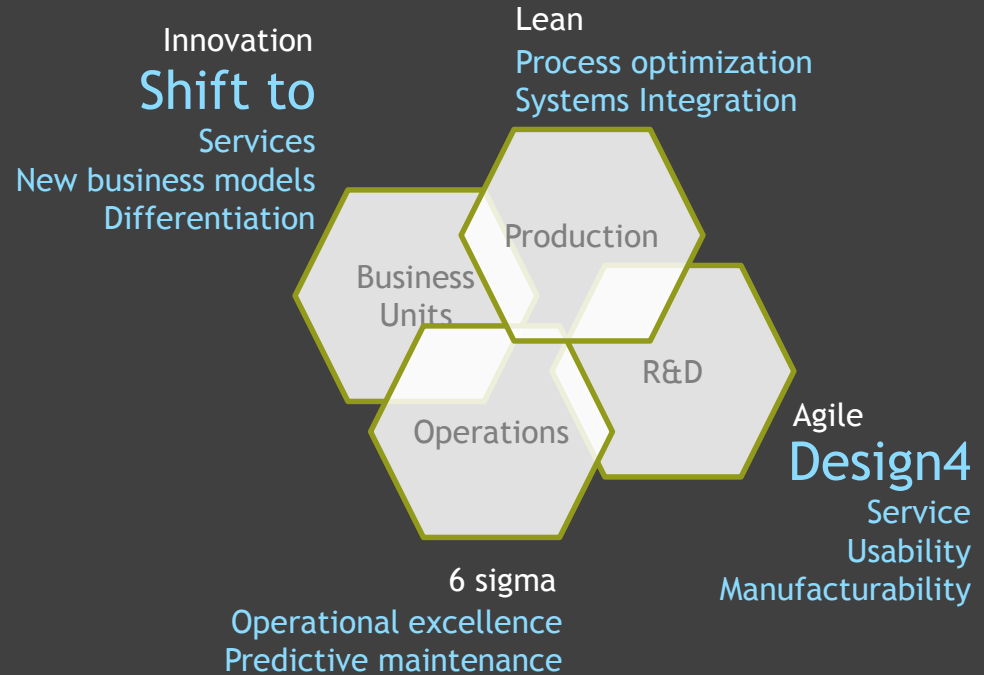 Innovation
Shift to
Services
New business models
Differentiation
Lean
Process optimization
Systems Integration
Production
Business
Units
R&D
Operations
Agile
Design4
Service
Usability
Manufacturability
6 sigma
Operational excellence
Predictive maintenance